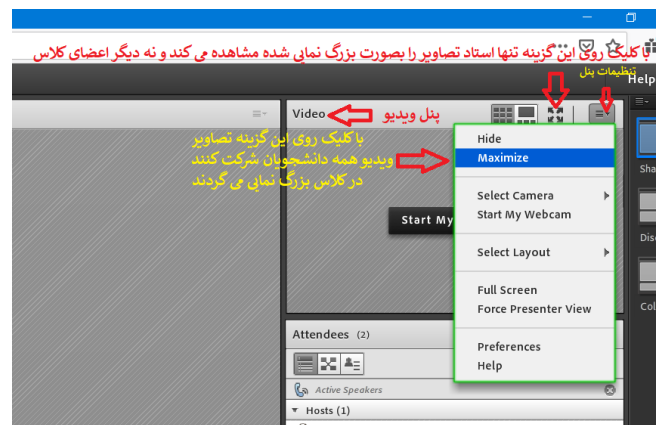 با کلیک روی این گزینه تنها استاد تصاویر را بصورت بزرگ نمایی شده مشاهده می کند و نه دیگر اعضای کلاس
تنظیمات پنل
Help
Video
پنل ویدیو
با کلیک روی این گزینه تصاویر
ویدیو همه دانشجویان شرکت کنند
در کلاس بزرگ نمایی می گردند
Hide
Maximize
Select Camera
Start My Webcam
Select Layout
Full Screen
Force Presenter View
Preferences
Help
Start My
Sha
Disc
Col
Attendees (2)
Active Speakers
Hosts (1)